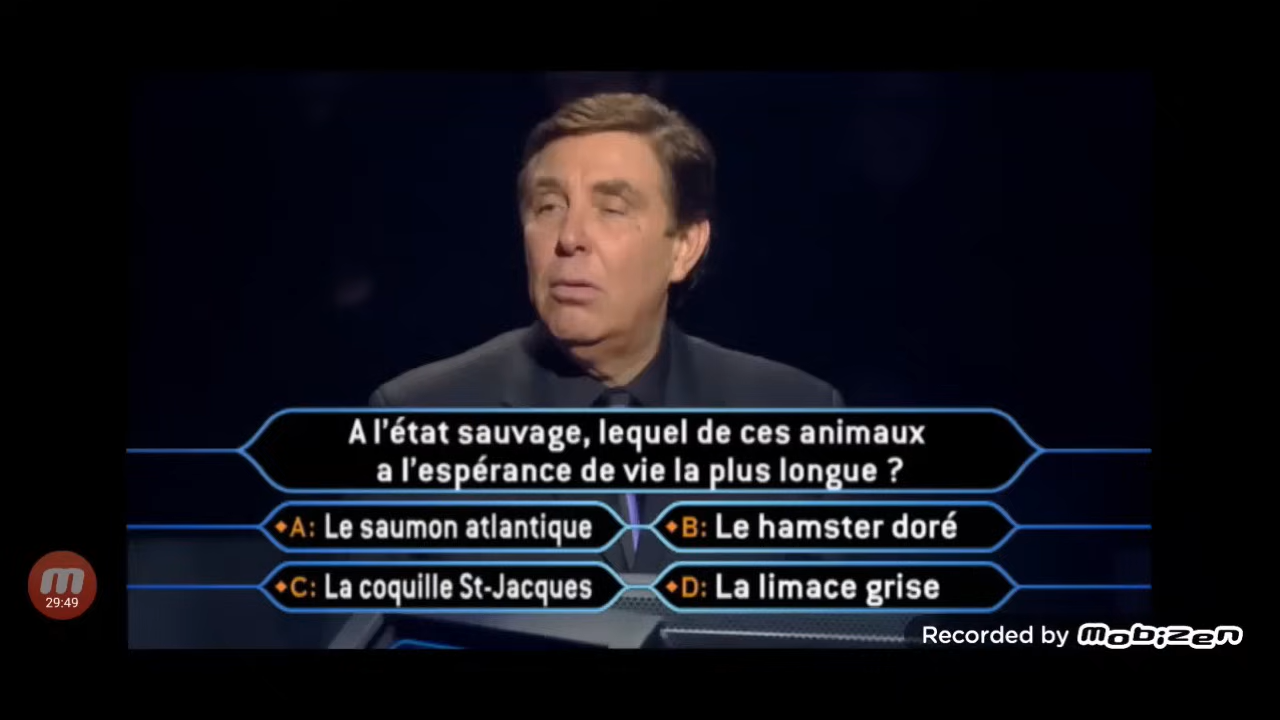 A l'état sauvage, lequel de ces animaux
a l'espérance de vie la plus longue ?
A: Le saumon atlantique
B: Le hamster doré
C: La coquille St-Jacques
D: La limace grise
29:49
Recorded by mobizen